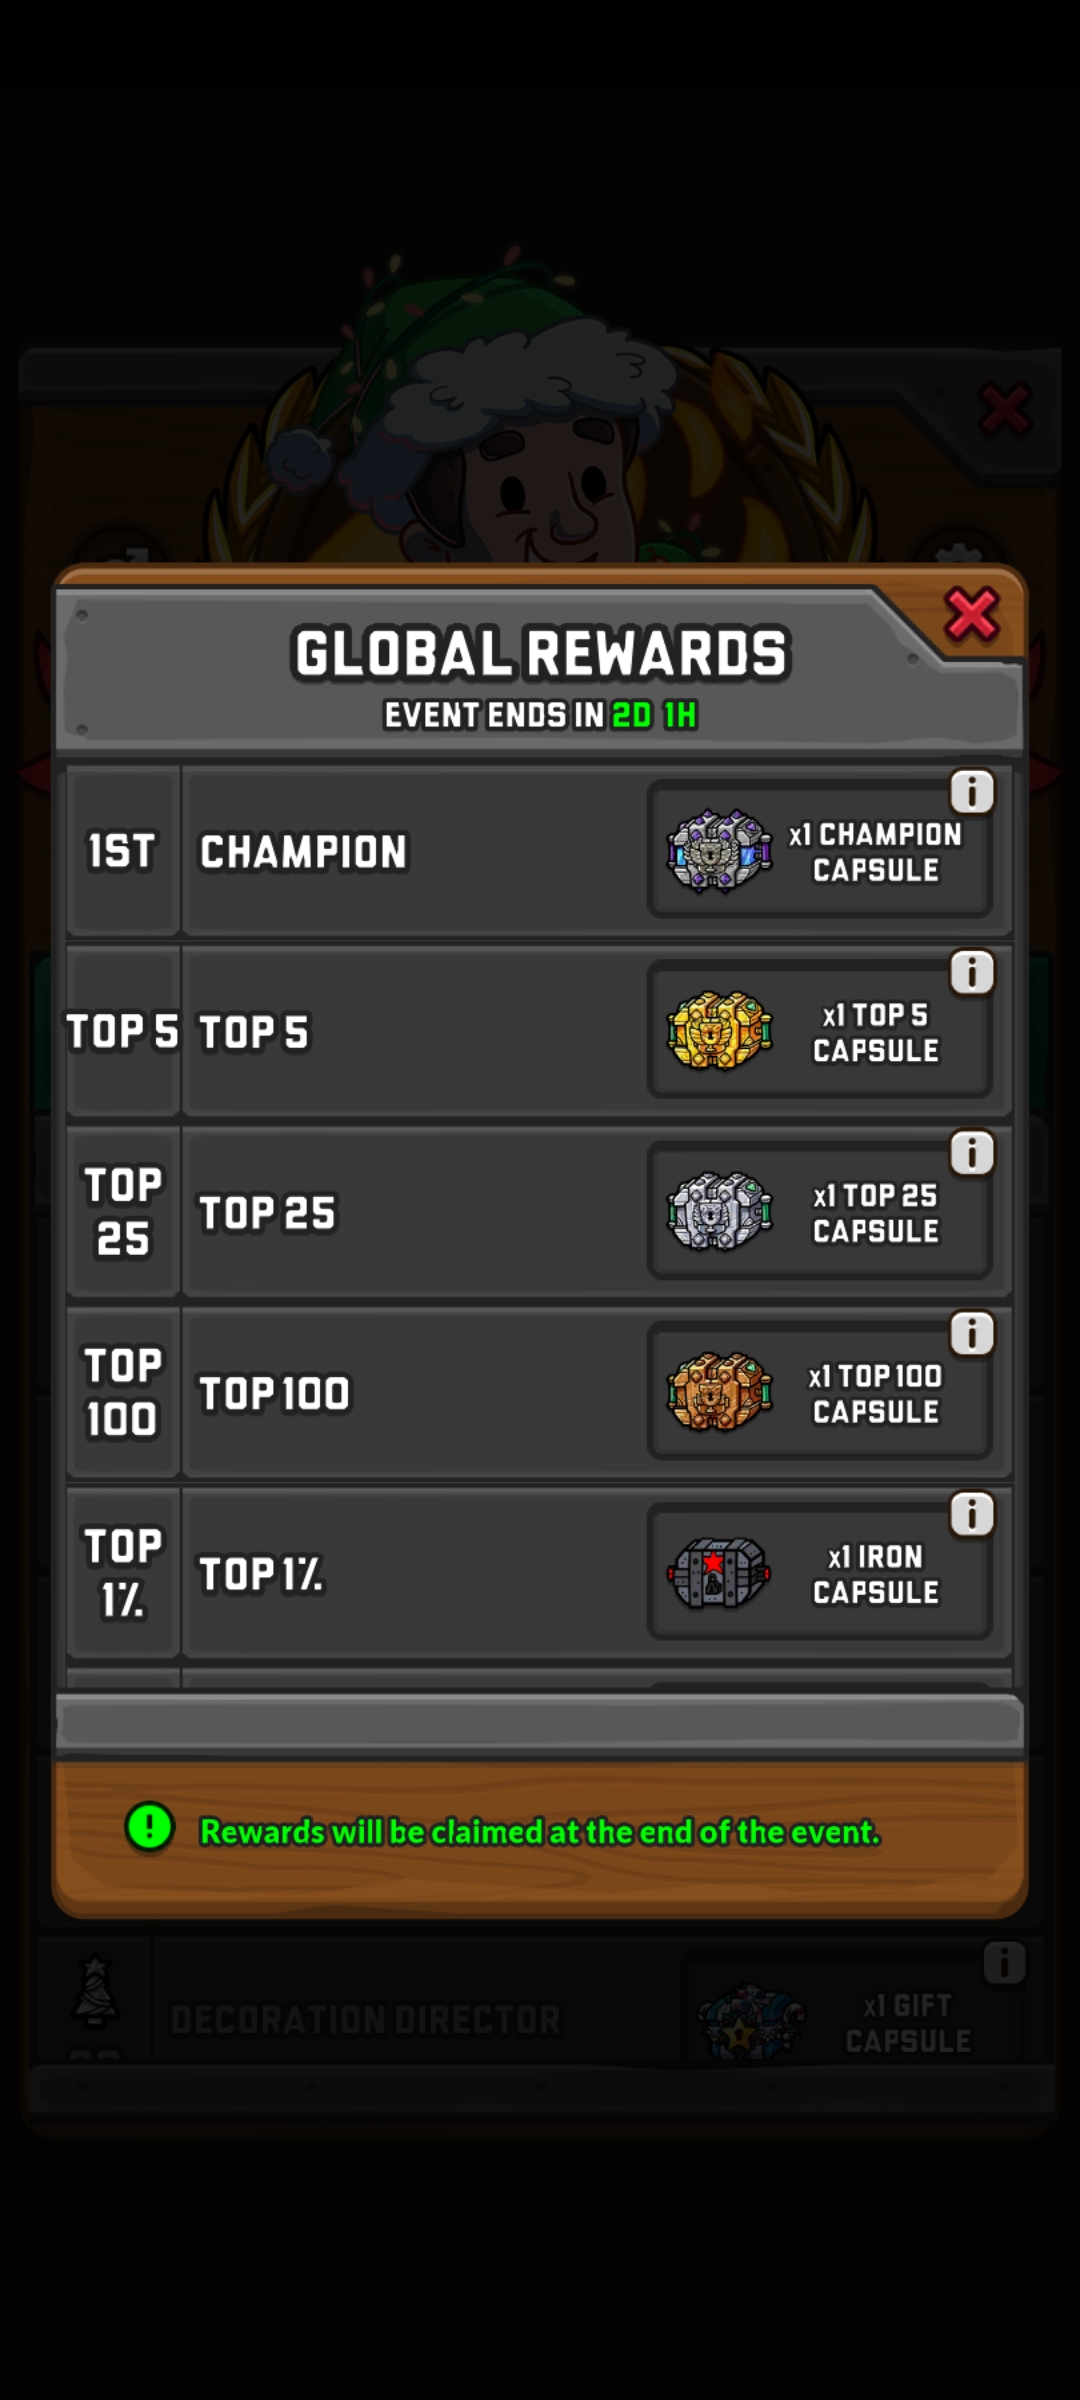 GLOBAL REWARDS
EVENT ENDS IN 2D 1H
1ST
CHAMPION
x1 CHAMPION
CAPSULE
TOP 5
TOP 5
x1 TOP 5
CAPSULE
TOP
25
TOP 25
x1 TOP 25
CAPSULE
TOP
100
TOP 100
x1 TOP 100
CAPSULE
TOP
1%
TOP 1%
x1 IRON
CAPSULE
Rewards will be claimed at the end of the event.
DECORATION DIRECTOR
x1 GIFT
CAPSULE